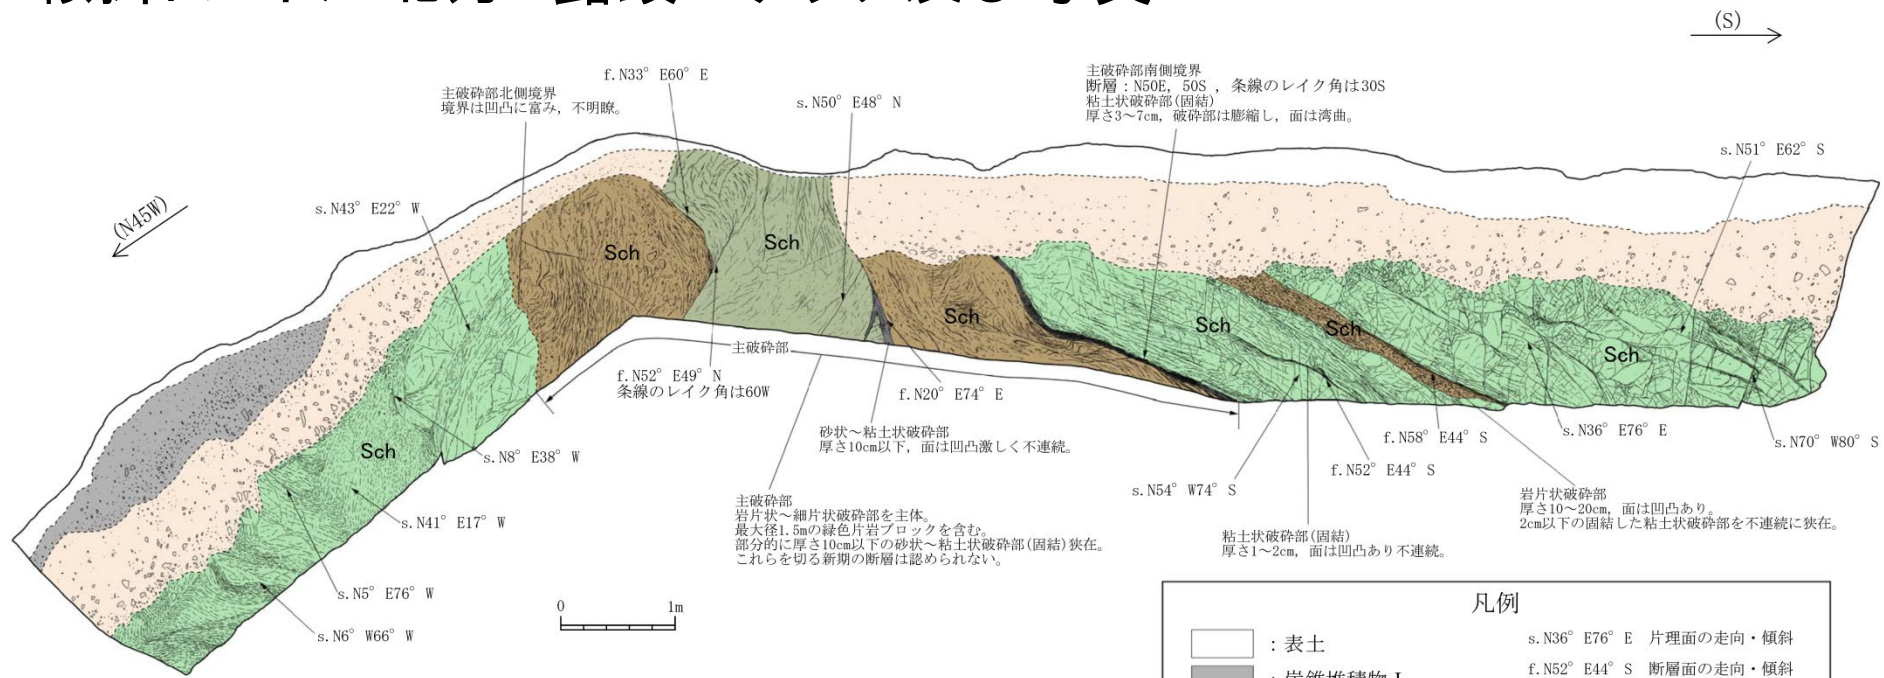 (S)
f.N33° E60° E
主破砕部北側境界
境界は凹凸に富み, 不明瞭。
s.N50° E48° N
主破砕部南側境界
断層：N50E, 50S , 条線のレイク角は30S
粘土状破砕部(固結)
厚さ3～7cm, 破砕部は膨縮し, 面は湾曲。
s.N51° E62° S
(N45W)
s.N43° E22° W
Sch
Sch
Sch
Sch
Sch
Sch
Sch
主破砕部
f.N52° E49° N
条線のレイク角は60W
f.N20° E74° E
砂状～粘土状破砕部
厚さ10cm以下, 面は凹凸激しく不連続。
f.N58° E44° S
s.N36° E76° E
s.N70° W80° S
s.N8° E38° W
f.N52° E44° S
s.N54° W74° S
主破砕部
岩片状～細片状破砕部を主体。
最大径1.5mの緑色片岩ブロックを含む。
部分的に厚さ10cm以下の砂状～粘土状破砕部(固結)狭在。
これらを切る新期の断層は認められない。
岩片状破砕部
厚さ10～20cm, 面は凹凸あり。
2cm以下の固結した粘土状破砕部を不連続に狭在。
s.N41° E17° W
粘土状破砕部(固結)
厚さ1～2cm, 面は凹凸あり不連続。
s.N5° E76° W
0 1m
s.N6° W66° W
凡例
：表土
s.N36° E76° E 片理面の走向・傾斜
f.N52° E44° S 断層面の走向・傾斜